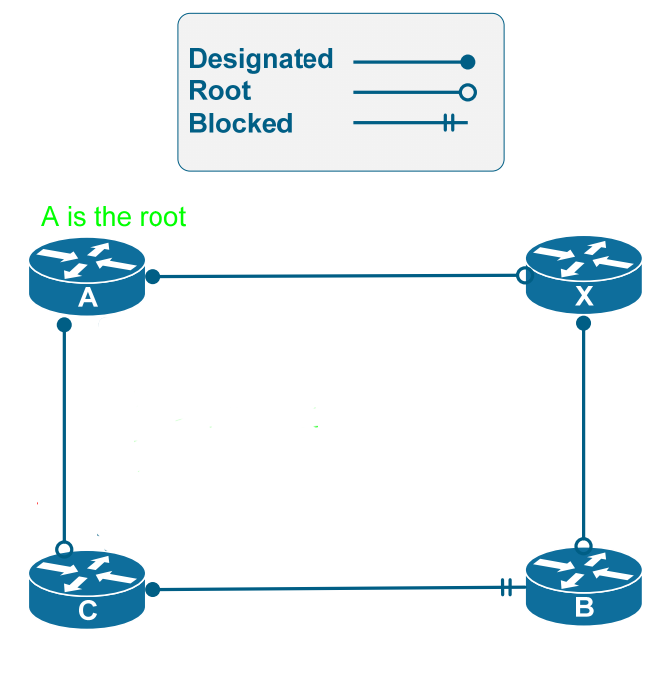 Designated
Root
Blocked
A is the root
A
X
C
B